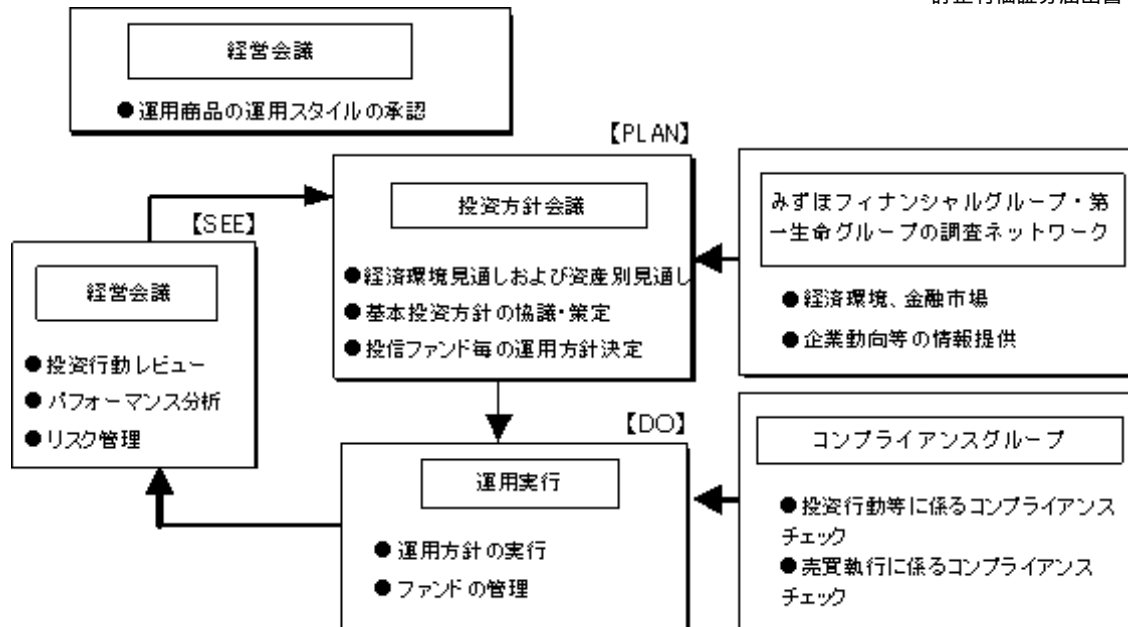 訂正有価証券届出書
経営会議
●運用商品の運用スタイルの承認
【PLAN】
投資方針会議
●経済環境見通しおよび資産別見通し
●基本投資方針の協議・策定
●投信ファンド毎の運用方針決定
みずほフィナンシャルグループ・第
一生命グループの調査ネットワーク
●経済環境、金融市場
●企業動向等の情報提供
【SEE】
経営会議
●投資行動レビュー
●パフォーマンス分析
●リスク管理
【DO】
運用実行
●運用方針の実行
●ファンドの管理
コンプライアンスグループ
●投資行動等に係るコンプライアンス
チェック
●売買執行に係るコンプライアンス
チェック